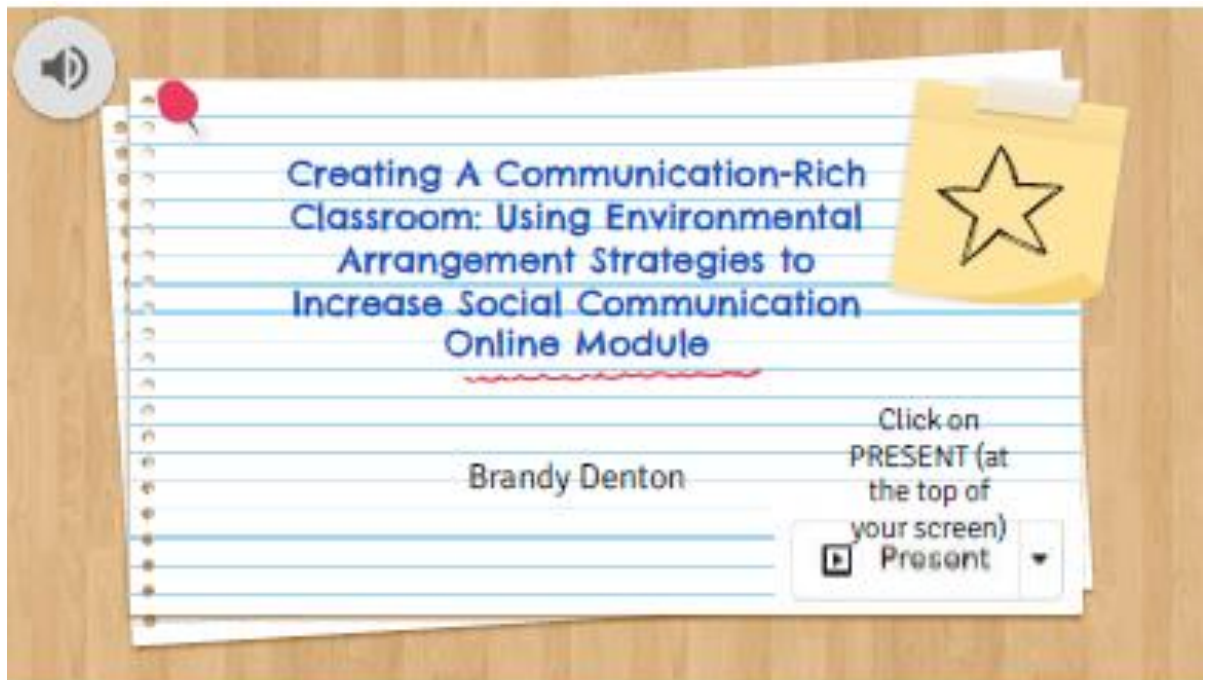 Creating A Communication-Rich
Classroom: Using Environmental
Arrangement Strategies to
Increase Social Communication
Online Module
Brandy Denton
Click on
PRESENT (at
the top of
your screen)
Present